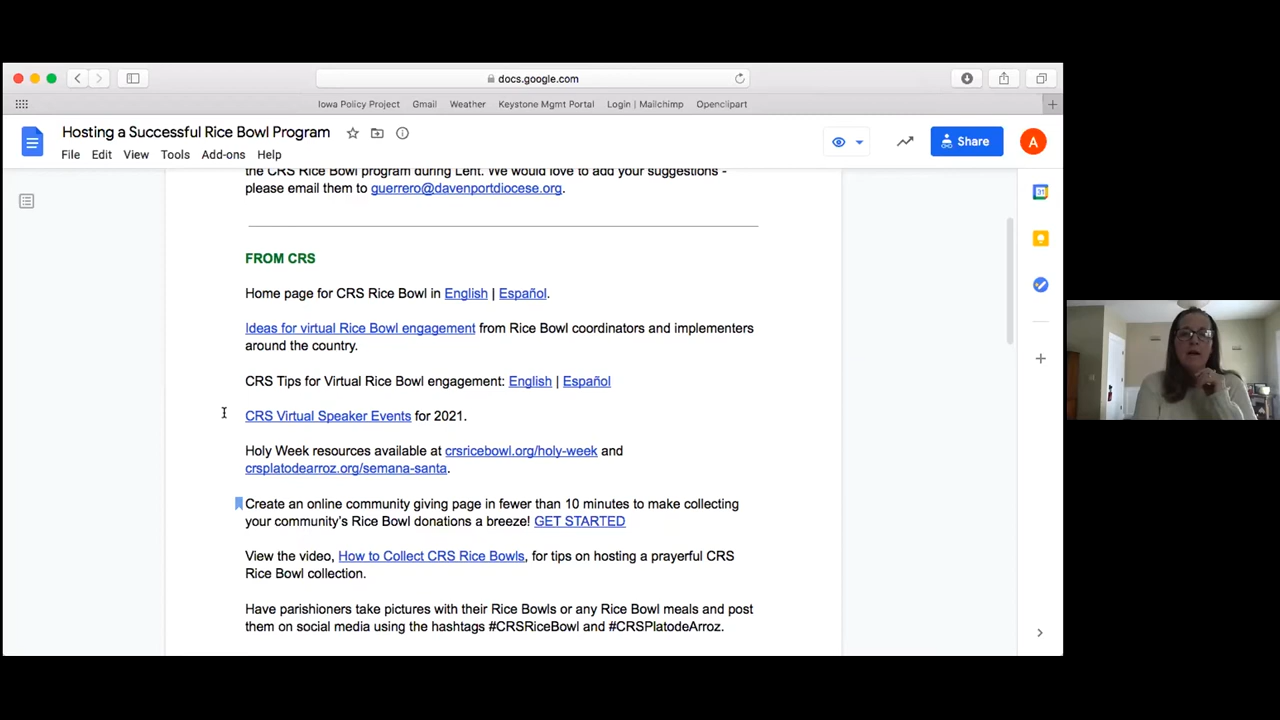 docs.google.com
Iowa Policy Project Gmail Weather Keystone Mgmt Portal Login | Mailchimp Openclipart
Hosting a Successful Rice Bowl Program
File Edit View Tools Add-ons Help
Share
A
31
the CRS Rice Bowl program during Lent. We would love to add your suggestions -
please email them to guerrero@davenportdiocese.org.
FROM CRS
Home page for CRS Rice Bowl in English | Español.
Ideas for virtual Rice Bowl engagement from Rice Bowl coordinators and implementers
around the country.
CRS Tips for Virtual Rice Bowl engagement: English | Español
CRS Virtual Speaker Events for 2021.
Holy Week resources available at crsricebowl.org/holy-week and
crsplatodearroz.org/semana-santa.
Create an online community giving page in fewer than 10 minutes to make collecting
your community’s Rice Bowl donations a breeze! GET STARTED
View the video, How to Collect CRS Rice Bowls, for tips on hosting a prayerful CRS
Rice Bowl collection.
Have parishioners take pictures with their Rice Bowls or any Rice Bowl meals and post
them on social media using the hashtags #CRSRiceBowl and #CRSPlatodeArroz.